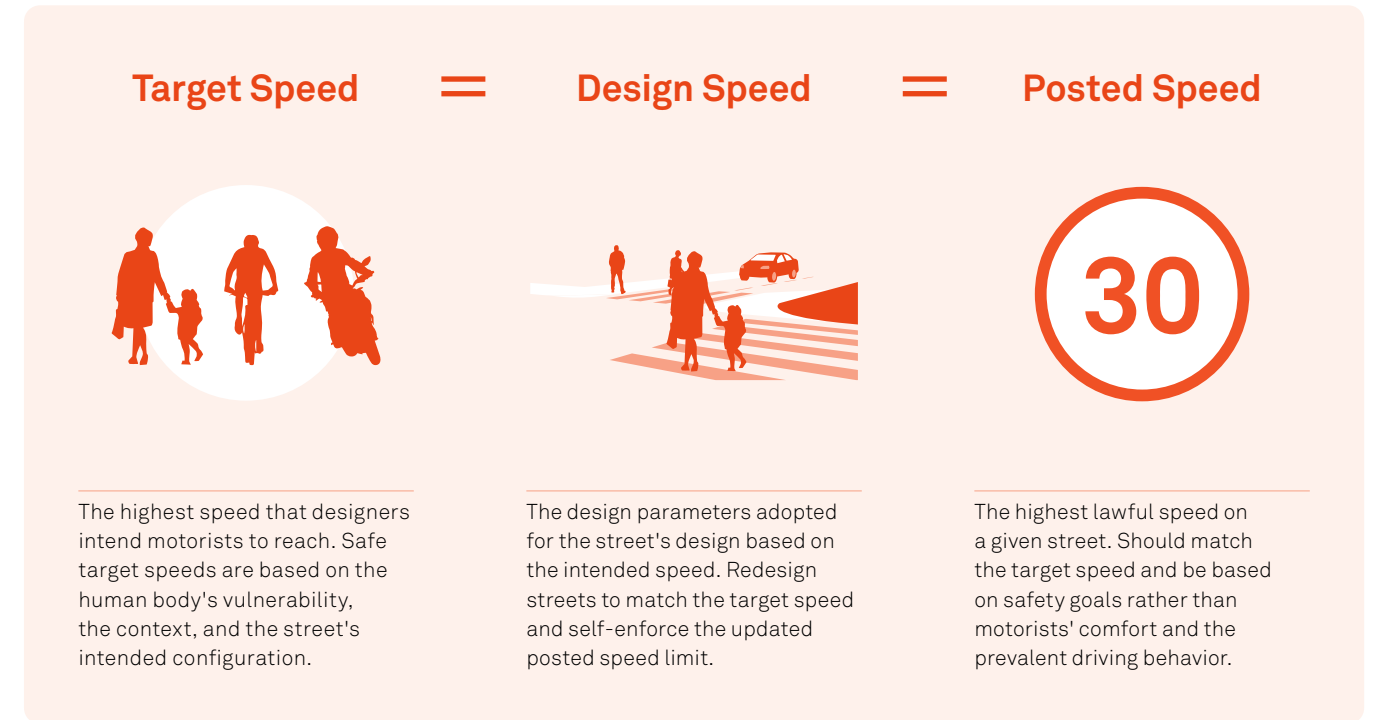 Target Speed = Design Speed = Posted Speed
30
The highest speed that designers
intend motorists to reach. Safe
target speeds are based on the
human body's vulnerability,
the context, and the street's
intended configuration.
The design parameters adopted
for the street's design based on
the intended speed. Redesign
streets to match the target speed
and self-enforce the updated
posted speed limit.
The highest lawful speed on
a given street. Should match
the target speed and be based
on safety goals rather than
motorists' comfort and the
prevalent driving behavior.